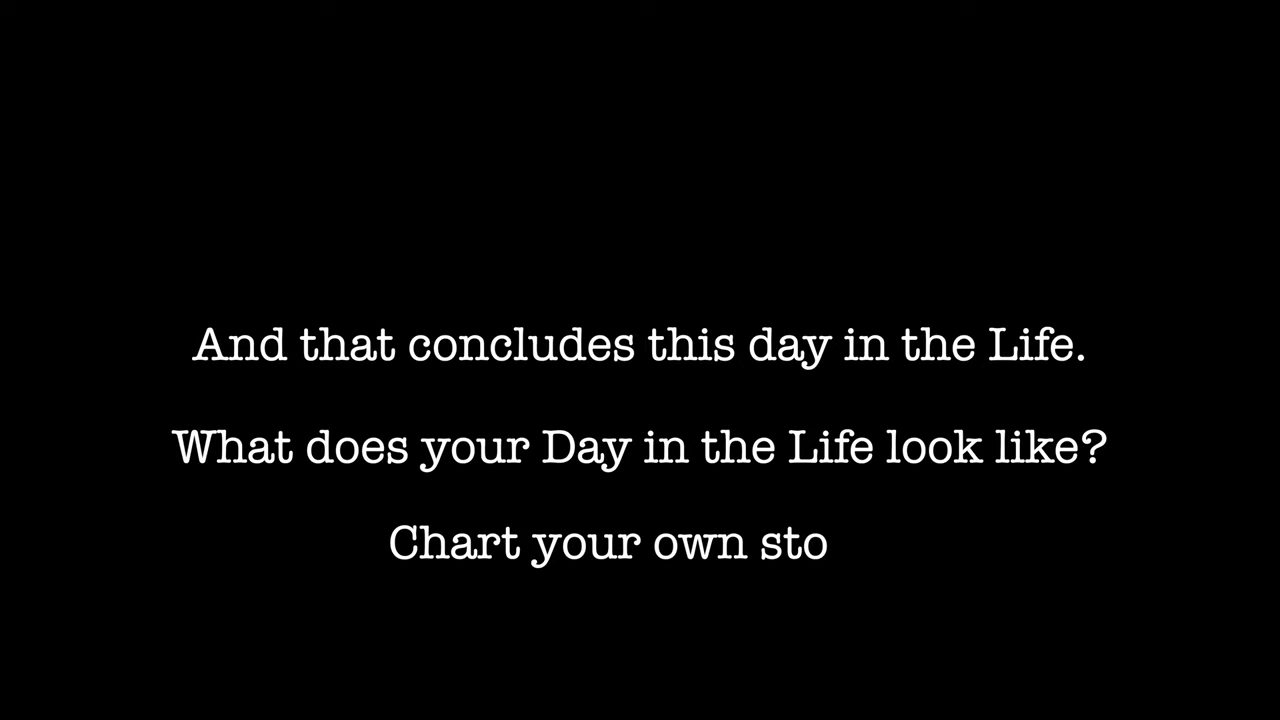 And that concludes this day in the Life.
What does your Day in the Life look like?
Chart your own sto